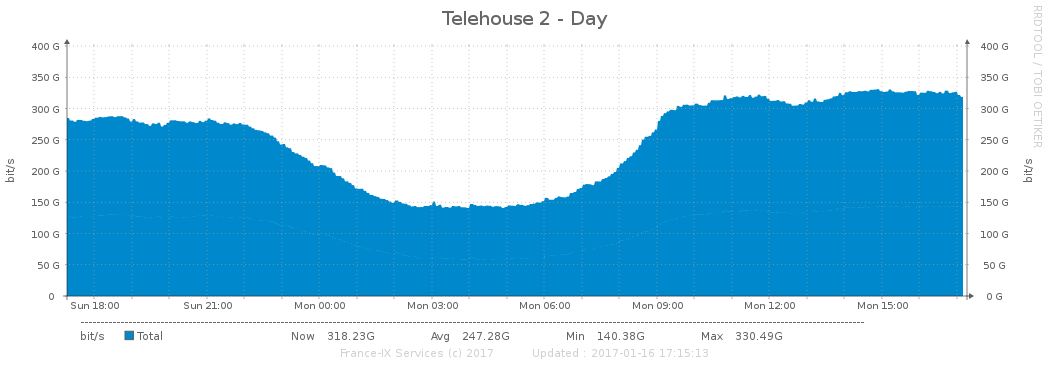 Telehouse 2 - Day
RRDTOOL / TOBI OETIKER
400 G 400 G
350 G 350 G
300 G 300 G
250 G 250 G
200 G 200 G
150 G 150 G
100 G 100 G
50 G 50 G
0 0 G
bit/s
bit/s
Sun 18:00 Sun 21:00 Mon 00:00 Mon 03:00 Mon 06:00 Mon 09:00 Mon 12:00 Mon 15:00
bit/s Total Now 318.23G Avg 247.28G Min 140.38G Max 330.49G
France-IX Services (c) 2017 Updated : 2017-01-16 17:15:13